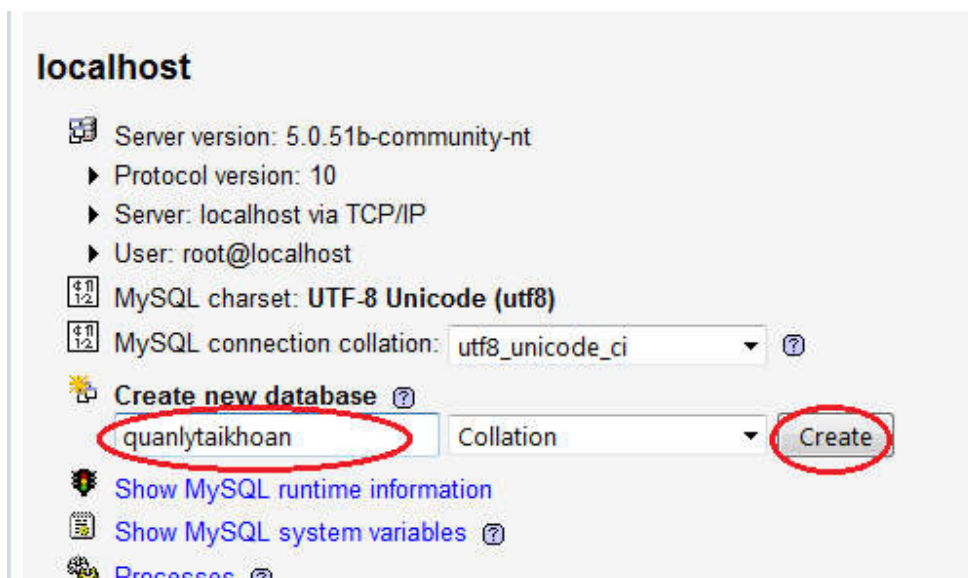 localhost
Server version: 5.0.51b-community-nt
Protocol version: 10
Server: localhost via TCP/IP
User: root@localhost
MySQL charset: UTF-8 Unicode (utf8)
MySQL connection collation: utf8_unicode_ci
Create new database
quanlytaikhoan Collation Create
Show MySQL runtime information
Show MySQL system variables
Processes